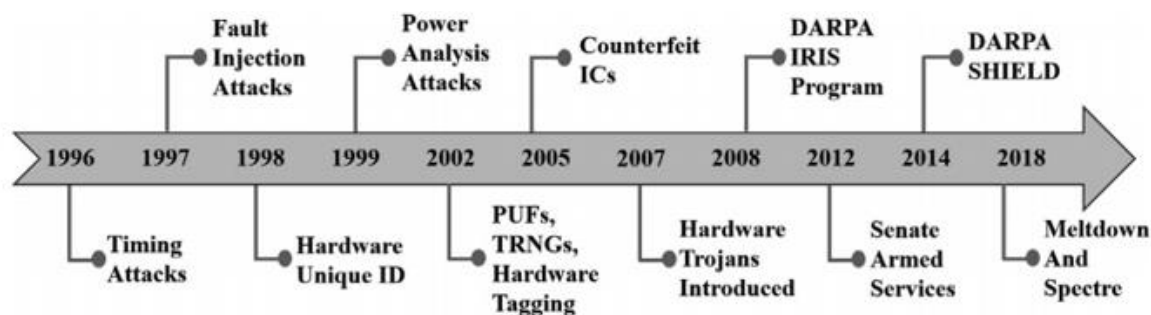 Fault
Injection
Attacks
Power
Analysis
Attacks
Counterfeit
ICs
DARPA
IRIS
Program
DARPA
SHIELD
1996 1997 1998 1999 2002 2005 2007 2008 2012 2014 2018
Timing
Attacks
Hardware
Unique ID
PUFs,
TRNGs,
Hardware
Tagging
Hardware
Trojans
Introduced
Senate
Armed
Services
Meltdown
And
Spectre